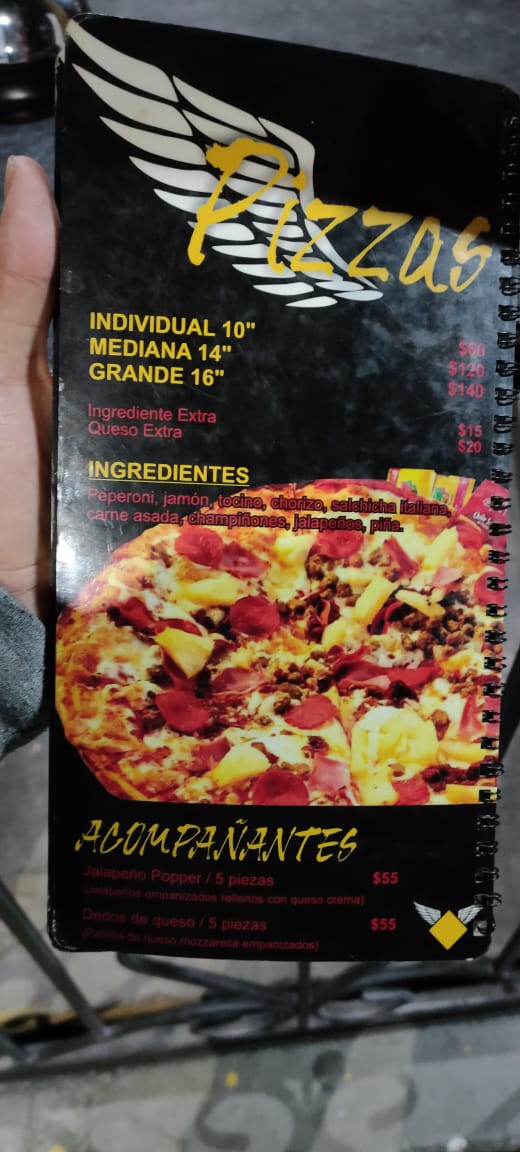 Pizzas
INDIVIDUAL 10" $60
MEDIANA 14" $120
GRANDE 16" $140
Ingrediente Extra $15
Queso Extra $20
INGREDIENTES
Peperoni, jamón, tocino, chorizo, salchicha italiana,
carne asada, champiñones, jalapeños, piña.
ACOMPAÑANTES
Jalapeño Popper / 5 piezas $55
(Jalapeños empanizados rellenos con queso crema)
Dedos de queso / 5 piezas $55
(Palitos de queso mozzarella empanizados)